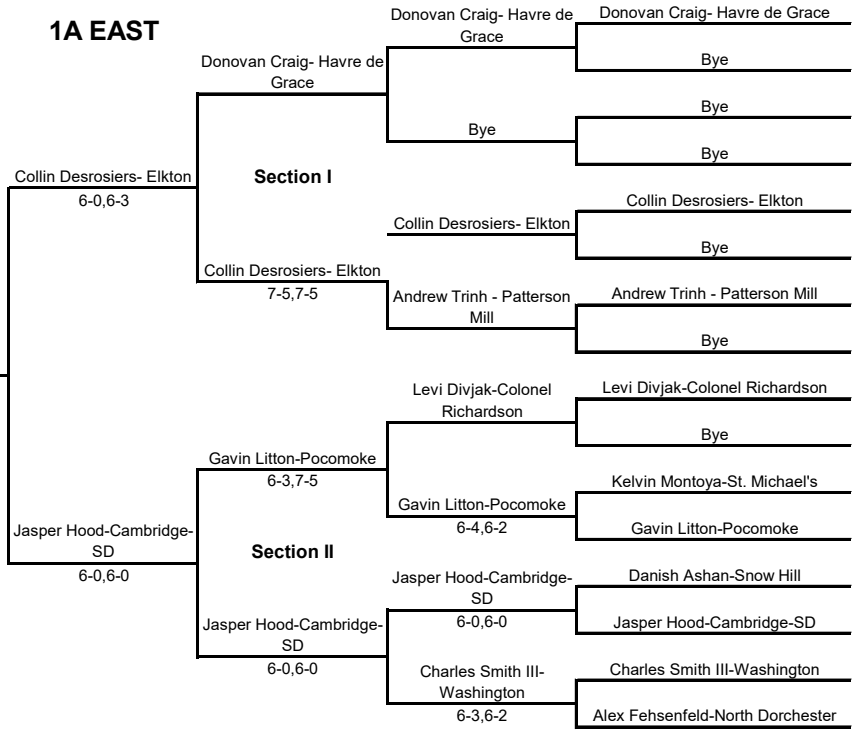 1A EAST
Donovan Craig- Havre de
Grace
Donovan Craig- Havre de Grace
Donovan Craig- Havre de
Grace
Bye
Bye
Bye
Bye
Collin Desrosiers- Elkton
6-0,6-3
Section I
Collin Desrosiers- Elkton
Collin Desrosiers- Elkton
Bye
Collin Desrosiers- Elkton
7-5,7-5
Andrew Trinh - Patterson
Mill
Andrew Trinh - Patterson Mill
Bye
Levi Divjak-Colonel
Richardson
Levi Divjak-Colonel Richardson
Bye
Gavin Litton-Pocomoke
6-3,7-5
Kelvin Montoya-St. Michael's
Gavin Litton-Pocomoke
6-4,6-2
Gavin Litton-Pocomoke
Jasper Hood-Cambridge-
SD
6-0,6-0
Section II
Jasper Hood-Cambridge-
SD
6-0,6-0
Danish Ashan-Snow Hill
Jasper Hood-Cambridge-SD
Jasper Hood-Cambridge-
SD
6-0,6-0
Charles Smith III-
Washington
6-3,6-2
Charles Smith III-Washington
Alex Fehsenfeld-North Dorchester